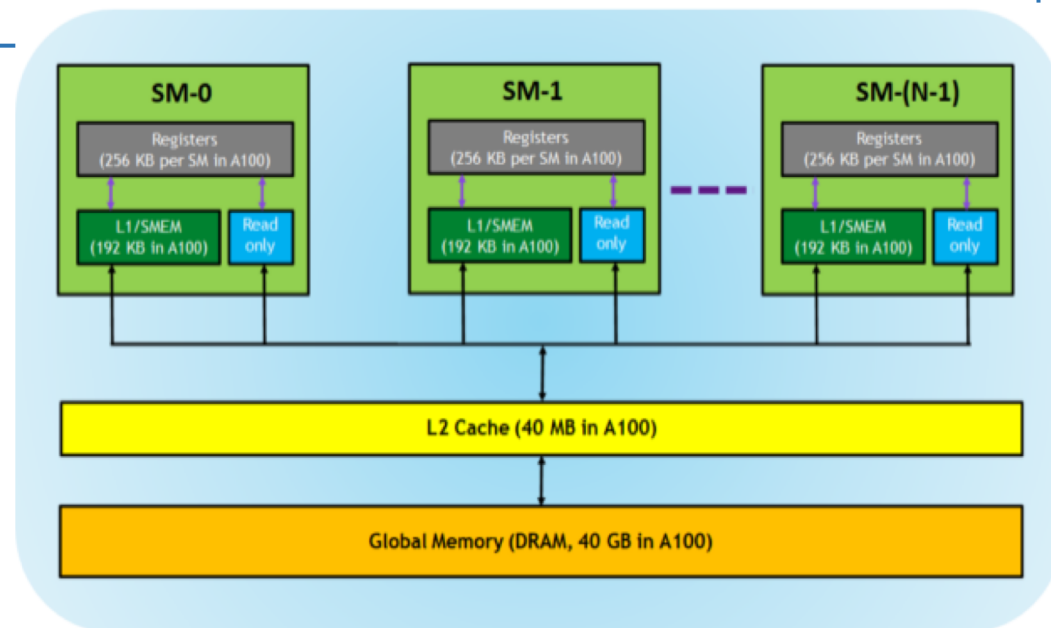 SM-0
Registers
(256 KB per SM in A100)
L1/SMEM
(192 KB in A100)
Read
only
SM-1
Registers
(256 KB per SM in A100)
L1/SMEM
(192 KB in A100)
Read
only
SM-(N-1)
Registers
(256 KB per SM in A100)
L1/SMEM
(192 KB in A100)
Read
only
L2 Cache (40 MB in A100)
Global Memory (DRAM, 40 GB in A100)